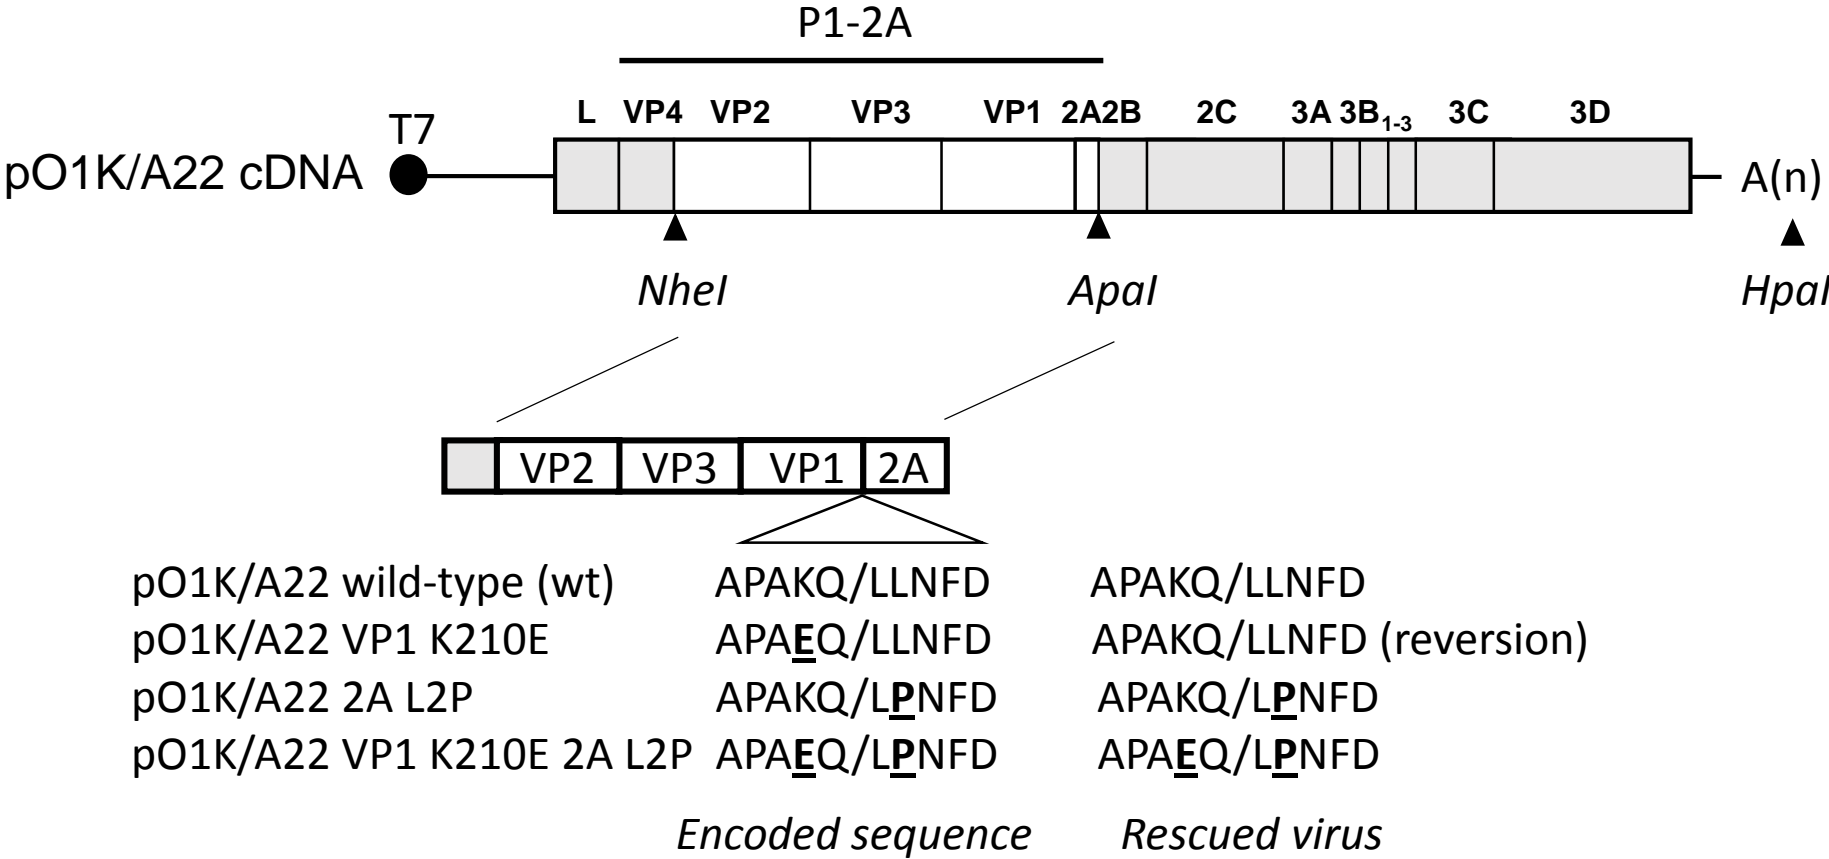 P1-2A
L VP4 VP2 VP3 VP1 2A2B 2C 3A 3B1-3 3C 3D
T7
pO1K/A22 cDNA A(n)
NheI ApaI HpaI
VP2 VP3 VP1 2A
pO1K/A22 wild-type (wt) APAKQ/LLNFD APAKQ/LLNFD
pO1K/A22 VP1 K210E APAEQ/LLNFD APAKQ/LLNFD (reversion)
pO1K/A22 2A L2P APAKQ/LPNFD APAKQ/LPNFD
pO1K/A22 VP1 K210E 2A L2P APAEQ/LPNFD APAEQ/LPNFD
Encoded sequence Rescued virus